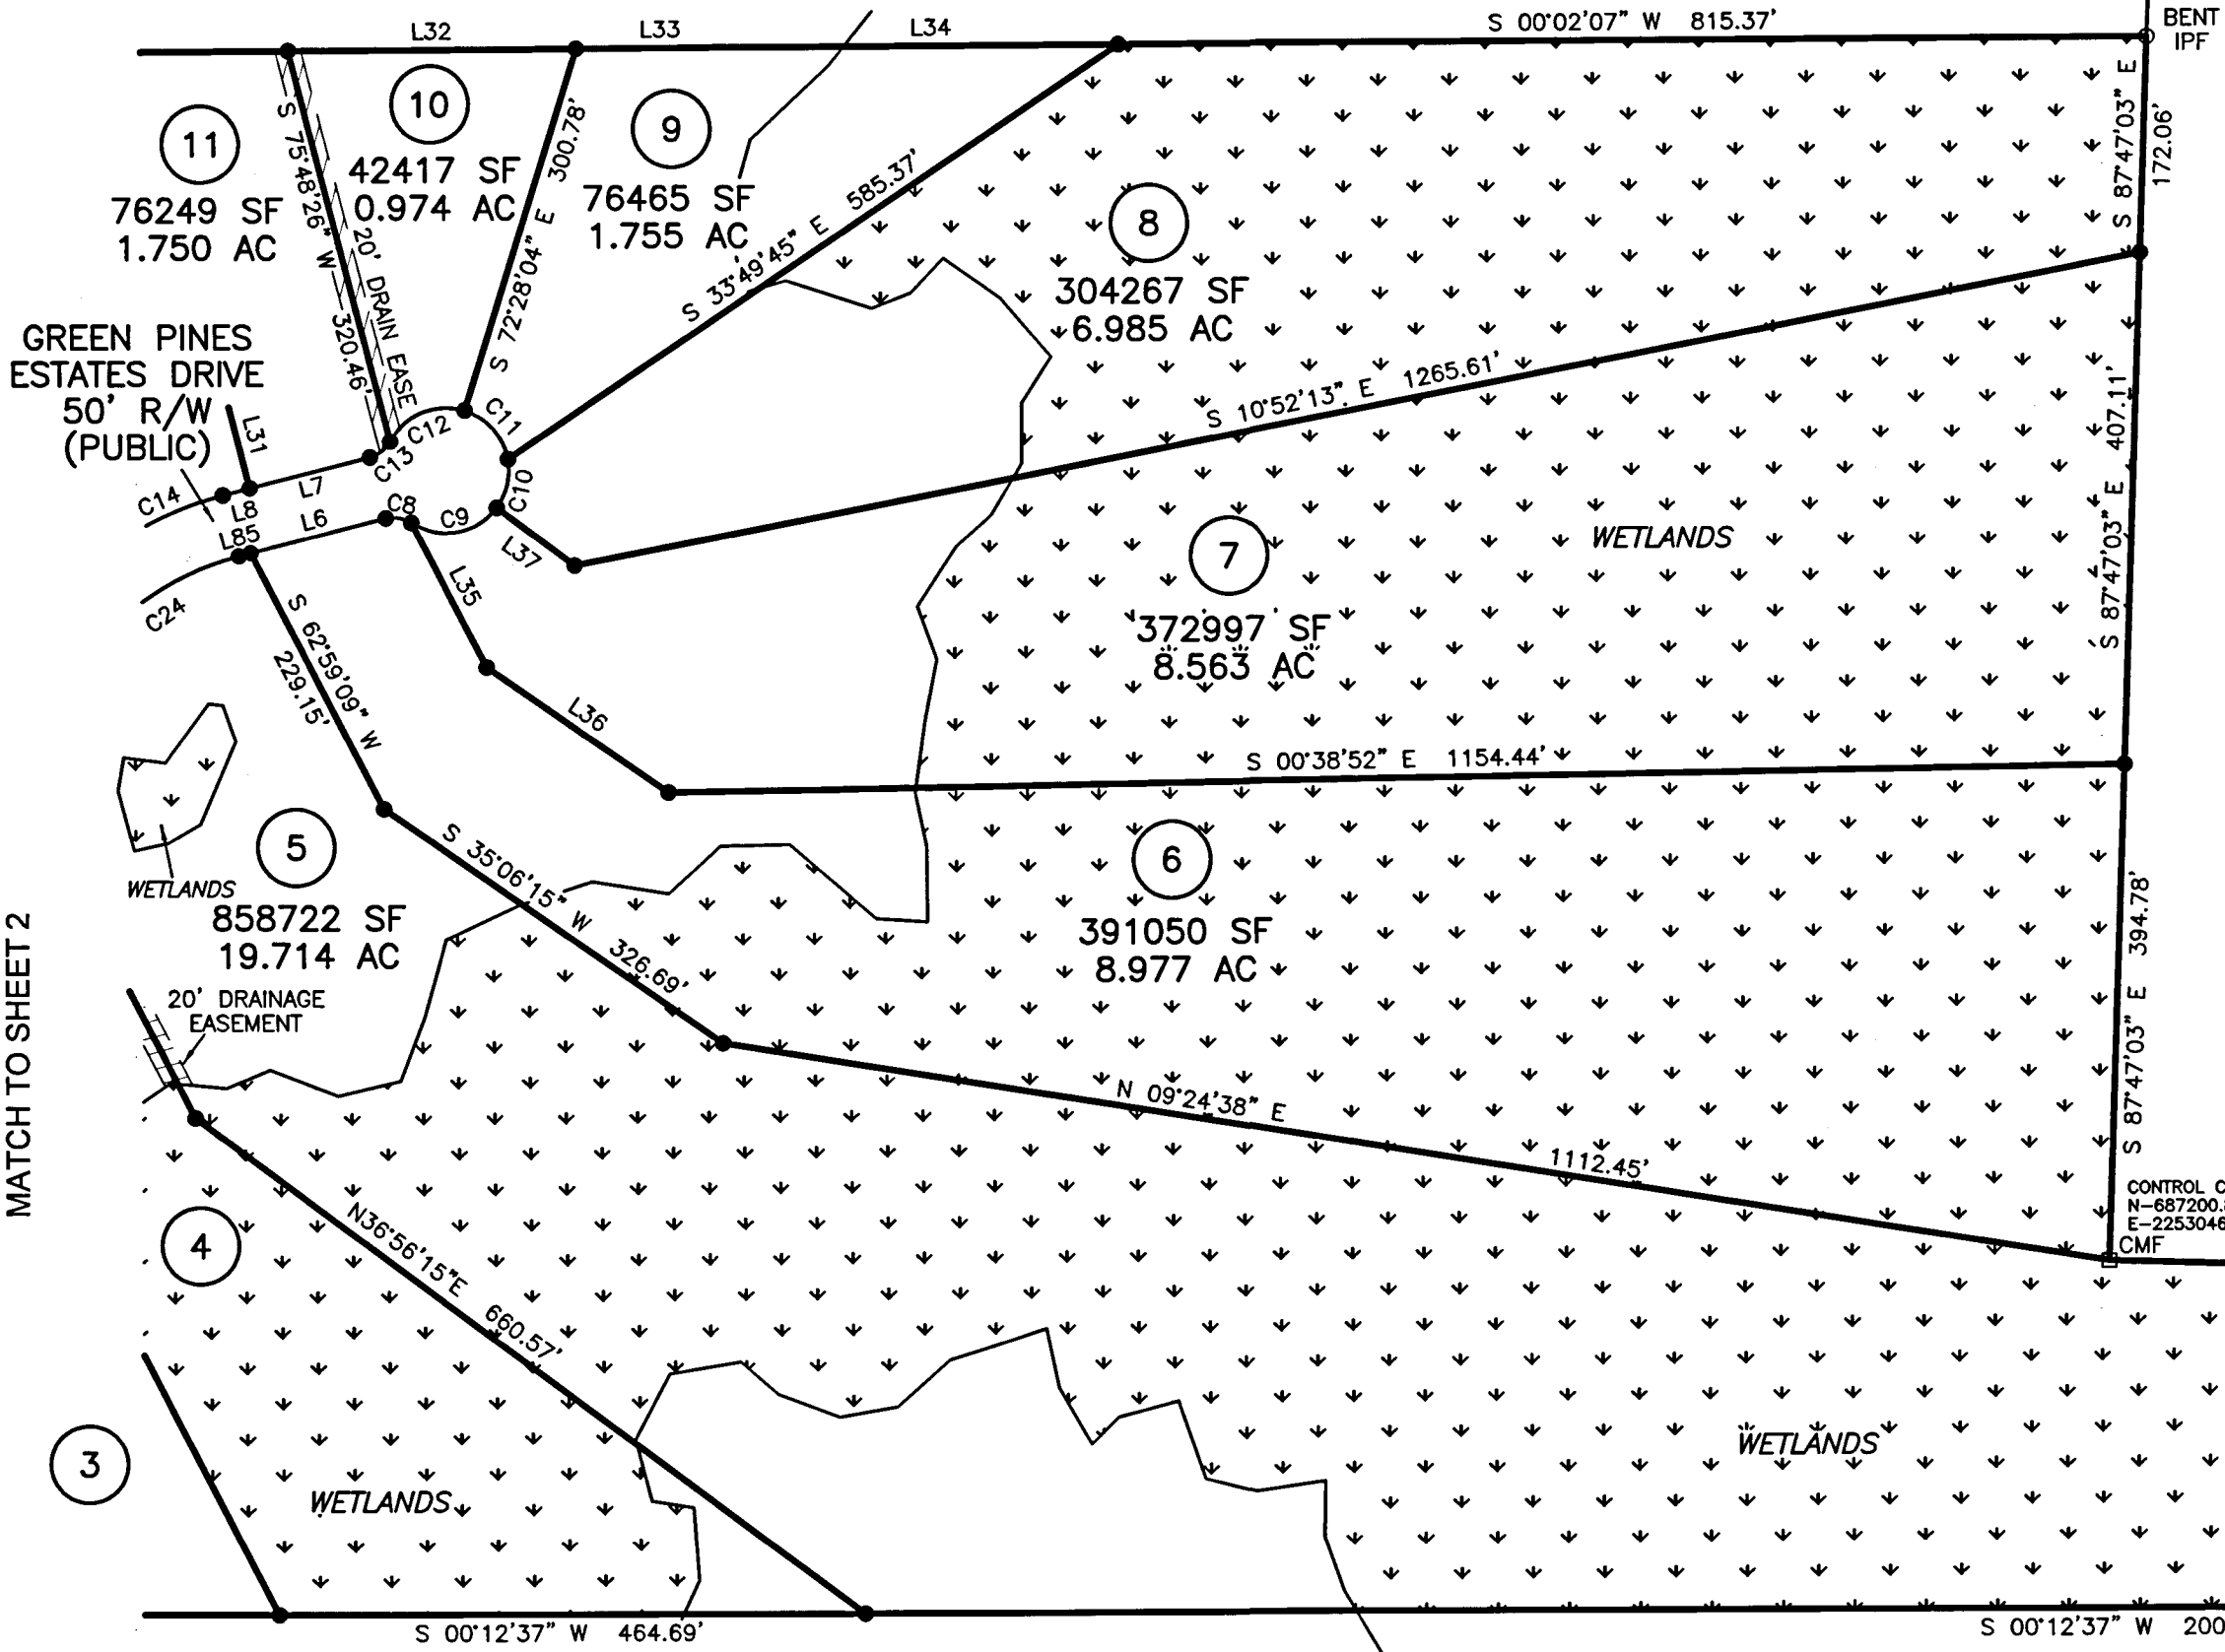 L32
L33
L34
S 00°02'07" W 815.37'
BENT
IPF
11
76249 SF
1.750 AC
S 75°48'26" W 320.46'
20' DRAIN EASE
10
42417 SF
0.974 AC
S 72°28'04" E 300.78'
9
76465 SF
1.755 AC
S 33°49'45" E 585.37'
8
304267 SF
6.985 AC
S 87°47'03" E
172.06'
GREEN PINES
ESTATES DRIVE
50' R/W
(PUBLIC)
L31
C14
L8
L7
C13
C12
C11
C10
C9
C8
L6
L85
C24
L37
L35
L36
S 10°52'13" E 1265.61'
7
372997 SF
8.563 AC
WETLANDS
S 87°47'03" E 407.11'
S 62°59'09" W
229.15'
S 00°38'52" E 1154.44'
5
858722 SF
19.714 AC
WETLANDS
S 35°06'15" W 326.69'
6
391050 SF
8.977 AC
S 87°47'03" E 394.78'
MATCH TO SHEET 2
20' DRAINAGE
EASEMENT
N 09°24'38" E
1112.45'
CONTROL C
N-687200.
E-2253046
CMF
4
N36°56'15"E 660.57'
3
WETLANDS
WETLANDS
S 00°12'37" W 464.69'
S 00°12'37" W 200